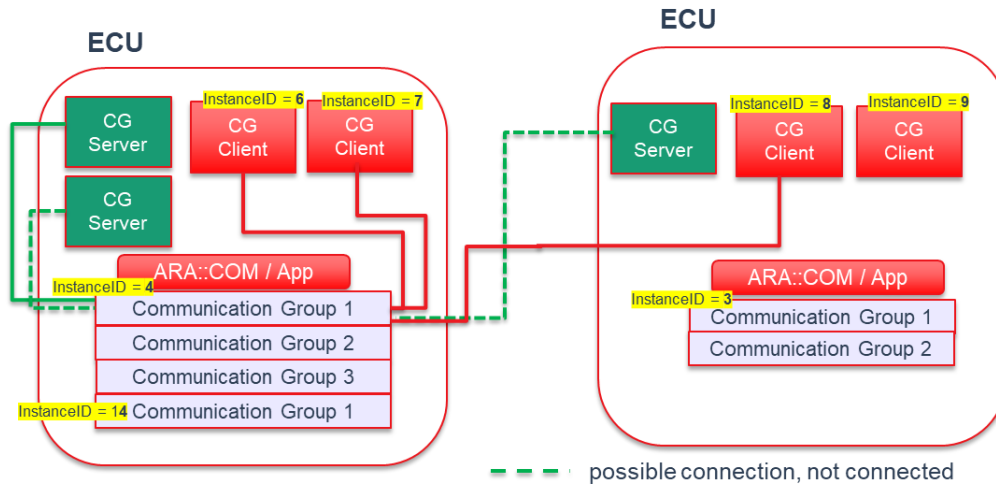 ECU
ECU
InstanceID = 6
InstanceID = 7
CG
Server
CG
Client
CG
Client
CG
Server
InstanceID = 8
InstanceID = 9
CG
Server
CG
Client
CG
Client
ARA::COM / App
InstanceID = 4
Communication Group 1
Communication Group 2
Communication Group 3
InstanceID = 14
Communication Group 1
ARA::COM / App
InstanceID = 3
Communication Group 1
Communication Group 2
possible connection, not connected